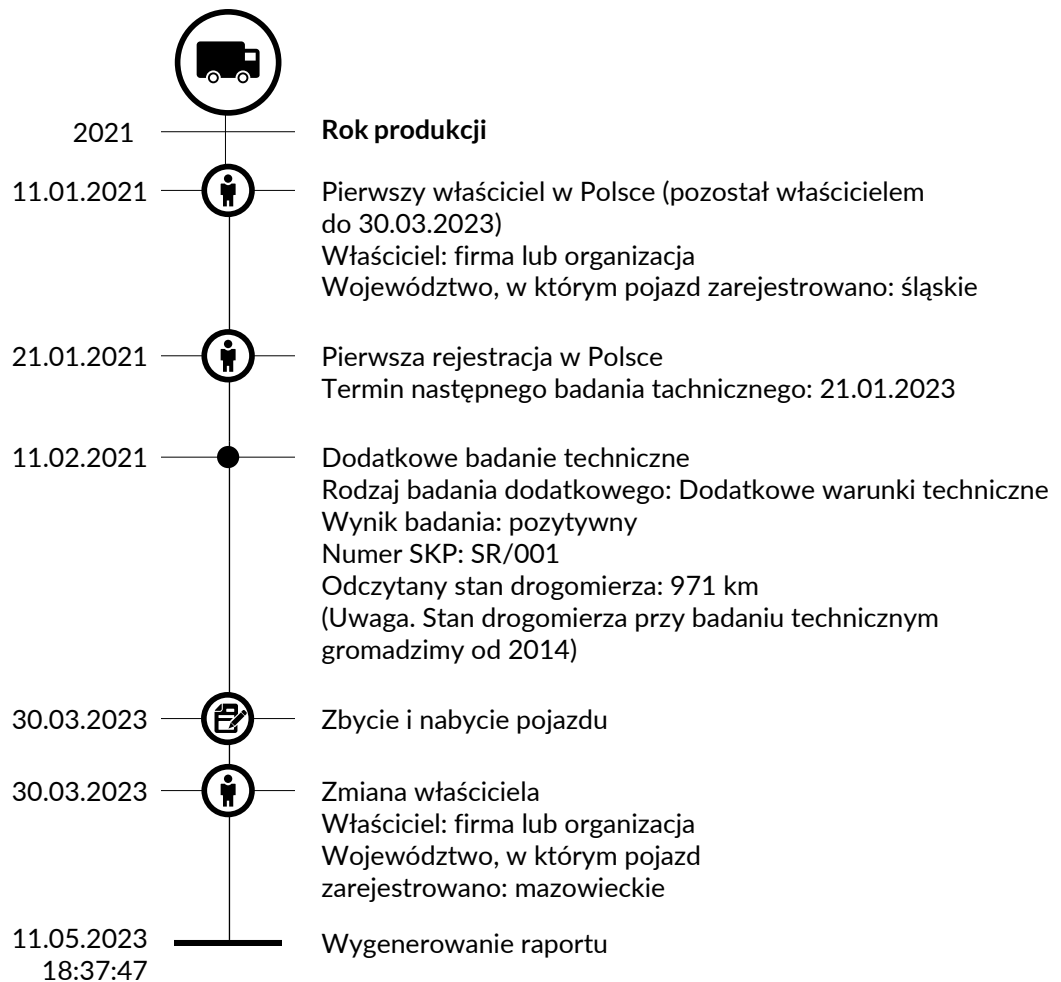 2021
Rok produkcji
11.01.2021
Pierwszy właściciel w Polsce (pozostał właścicielem
do 30.03.2023)
Właściciel: firma lub organizacja
Województwo, w którym pojazd zarejestrowano: śląskie
21.01.2021
Pierwsza rejestracja w Polsce
Termin następnego badania tachnicznego: 21.01.2023
11.02.2021
Dodatkowe badanie techniczne
Rodzaj badania dodatkowego: Dodatkowe warunki techniczne
Wynik badania: pozytywny
Numer SKP: SR/001
Odczytany stan drogomierza: 971 km
(Uwaga. Stan drogomierza przy badaniu technicznym
gromadzimy od 2014)
30.03.2023
Zbycie i nabycie pojazdu
30.03.2023
Zmiana właściciela
Właściciel: firma lub organizacja
Województwo, w którym pojazd
zarejestrowano: mazowieckie
11.05.2023
18:37:47
Wygenerowanie raportu